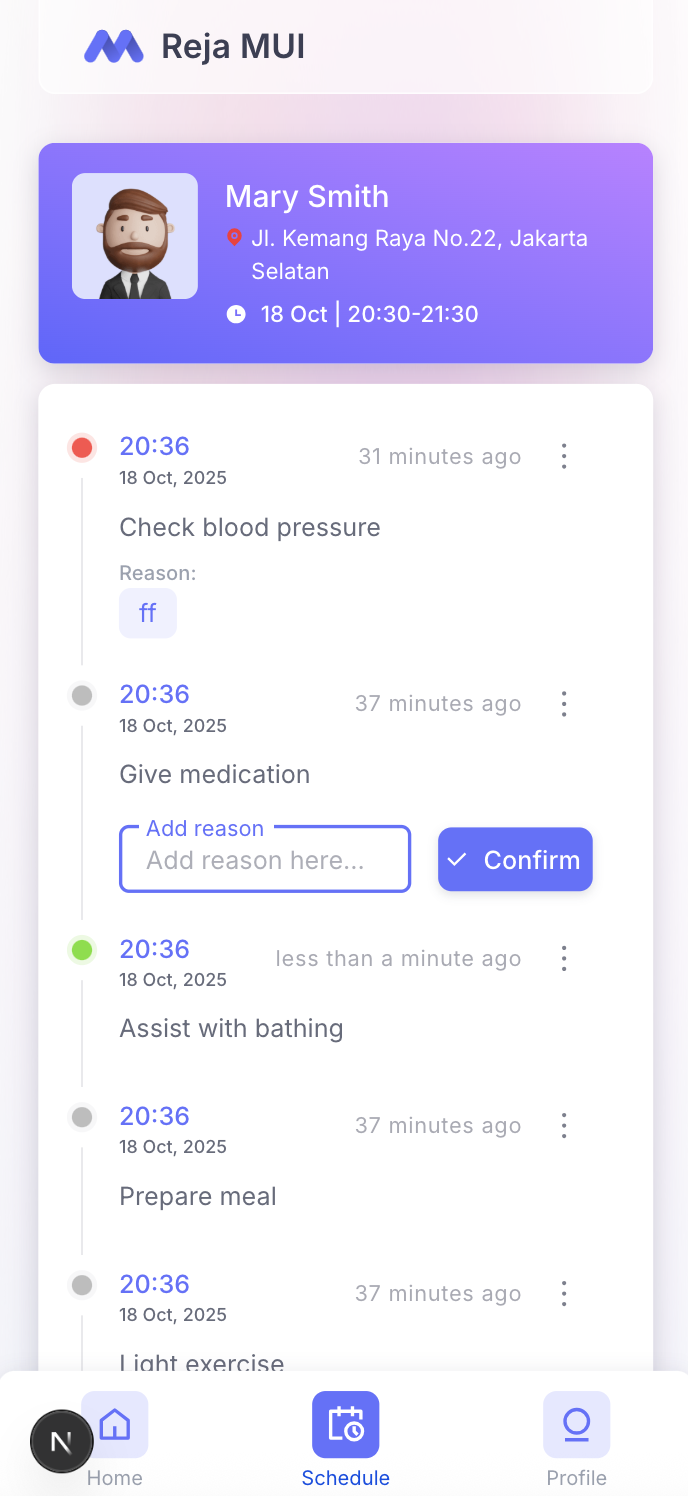 Reja MUI
Mary Smith
Jl. Kemang Raya No.22, Jakarta
Selatan
18 Oct | 20:30-21:30
20:36
31 minutes ago
18 Oct, 2025
Check blood pressure
Reason:
ff
20:36
37 minutes ago
18 Oct, 2025
Give medication
Add reason
Add reason here...
Confirm
20:36
less than a minute ago
18 Oct, 2025
Assist with bathing
20:36
37 minutes ago
18 Oct, 2025
Prepare meal
20:36
37 minutes ago
18 Oct, 2025
Light exercise
N
Home
Schedule
Profile